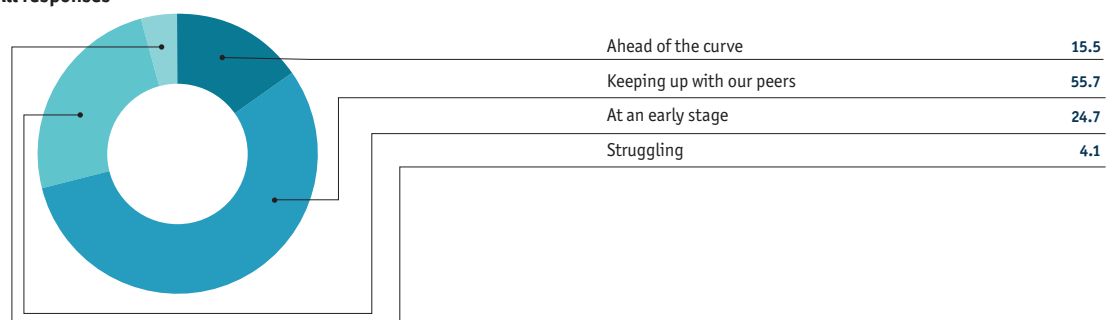 responses
Ahead of the curve 15.5
Keeping up with our peers 55.7
At an early stage 24.7
Struggling 4.1